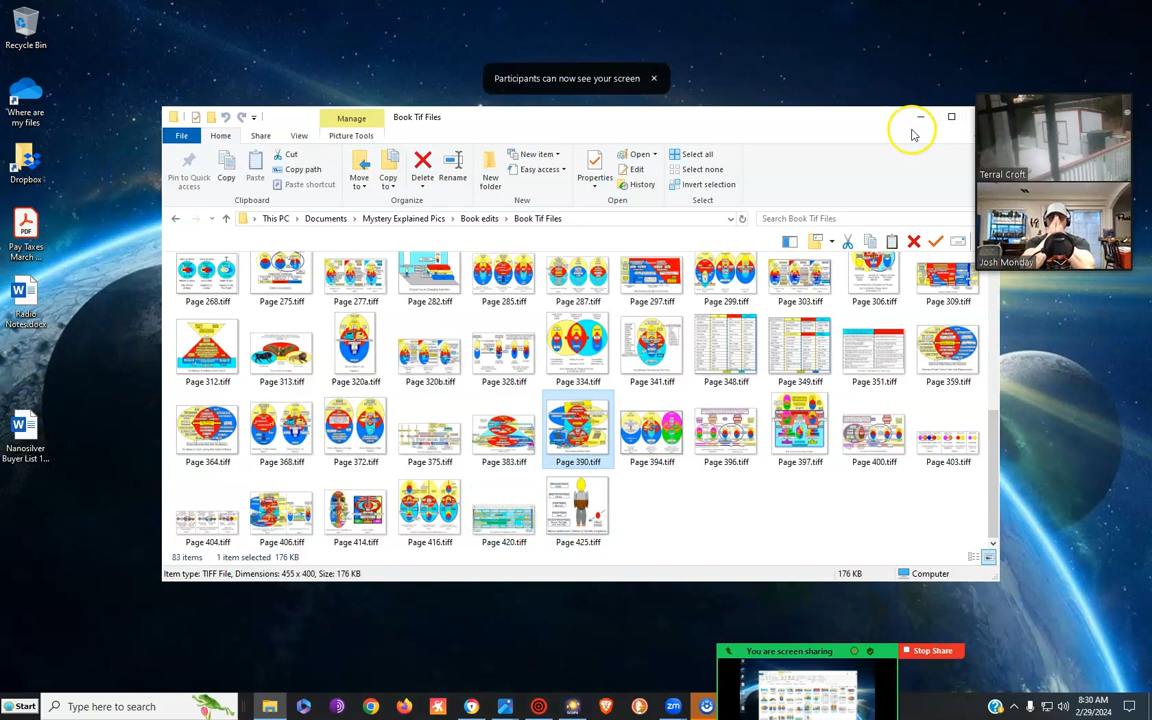 Recycle Bin
Where are
my files
Dropbox
Pay Taxes
March ...
Radio
Notes.docx
Nanosilver
Buyer List 1...
Participants can now see your screen
Manage
Book Tif Files
File
Home
Share
View
Picture Tools
Pin to Quick
access
Copy
Paste
Cut
Copy path
Paste shortcut
Clipboard
Move
to
Copy
to
Delete
Rename
Organize
New
folder
New item
Easy access
New
Properties
Open
Edit
History
Open
Select all
Select none
Invert selection
Select
This PC
Documents
Mystery Explained Pics
Book edits
Book Tif Files
Search Book Tif Files
Page 268.tiff
Page 275.tiff
Page 277.tiff
Page 282.tiff
Page 285.tiff
Page 287.tiff
Page 297.tiff
Page 299.tiff
Page 303.tiff
Page 306.tiff
Page 309.tiff
Page 312.tiff
Page 313.tiff
Page 320a.tiff
Page 320b.tiff
Page 328.tiff
Page 334.tiff
Page 341.tiff
Page 348.tiff
Page 349.tiff
Page 351.tiff
Page 359.tiff
Page 364.tiff
Page 368.tiff
Page 372.tiff
Page 375.tiff
Page 383.tiff
Page 390.tiff
Page 394.tiff
Page 396.tiff
Page 397.tiff
Page 400.tiff
Page 403.tiff
Page 404.tiff
Page 406.tiff
Page 414.tiff
Page 416.tiff
Page 420.tiff
Page 425.tiff
83 items
1 item selected 176 KB
Item type: TIFF File, Dimensions: 455 x 400, Size: 176 KB
176 KB
Computer
Terral Croft
Josh Monday
You are screen sharing
Stop Share
Start
Type here to search
8:30 AM
2/29/2024